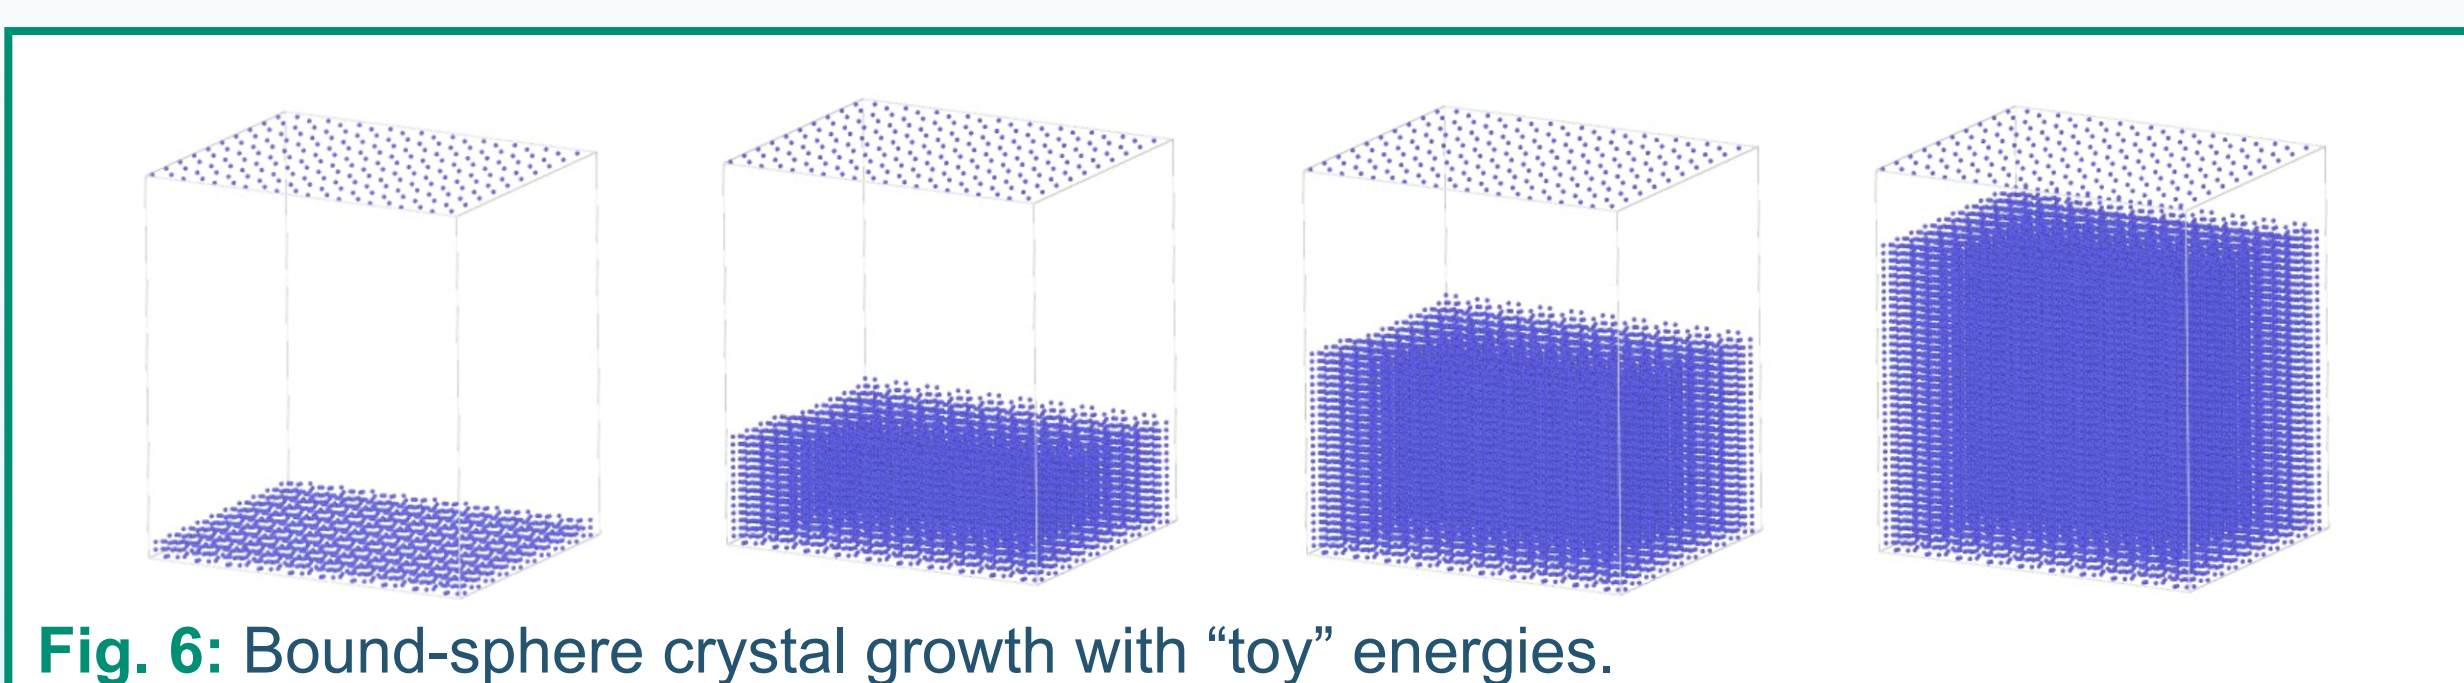 Fig. 6: Bound-sphere crystal growth with “toy” energies.